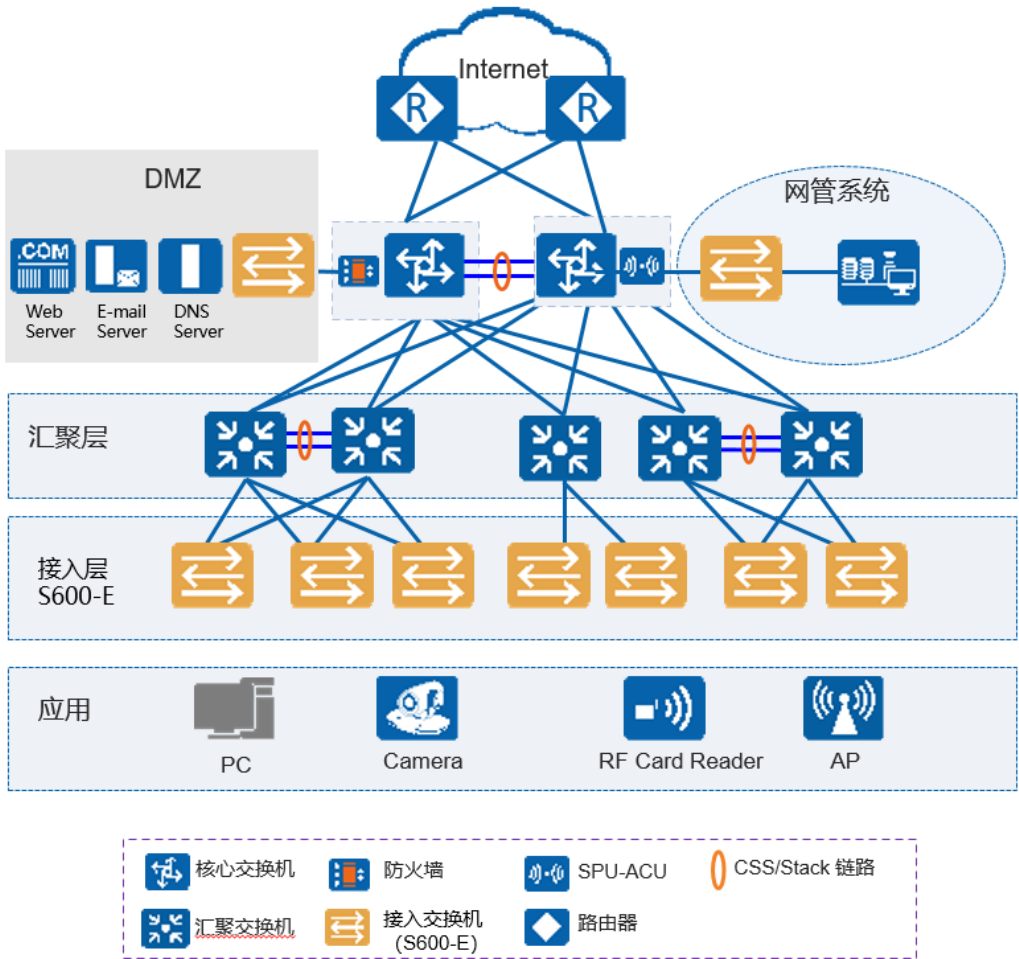 Internet
R
R
DMZ
网管系统
.COM
Web
Server
E-mail
Server
DNS
Server
汇聚层
接入层
S600-E
应用
PC
Camera
RF Card Reader
AP
核心交换机
防火墙
SPU-ACU
CSS/Stack 链路
汇聚交换机
接入交换机
(S600-E)
路由器